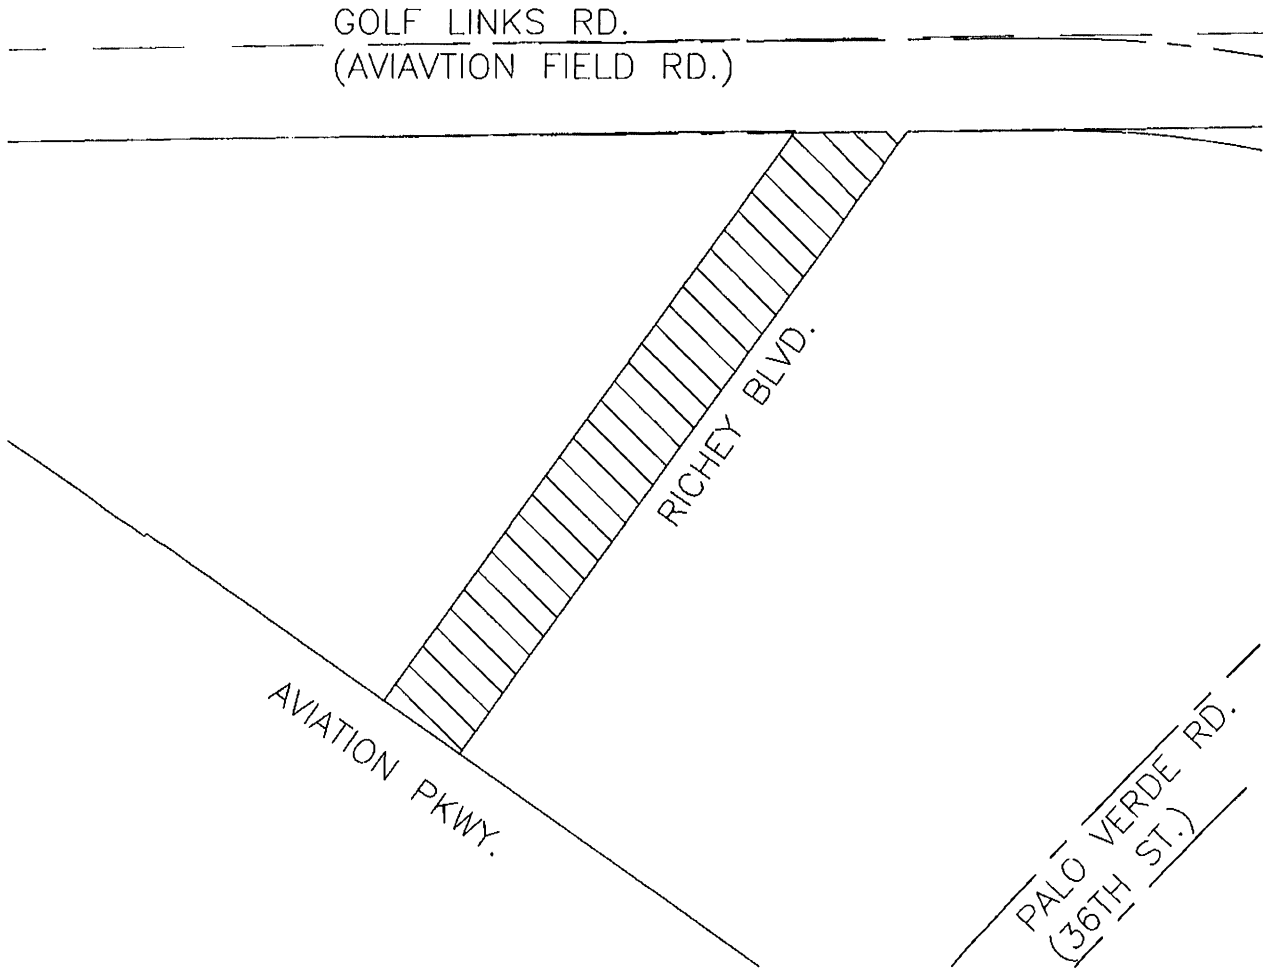 GOLF LINKS RD.
(AVIAVTION FIELD RD.)
RICHEY BLVD.
AVIATION PKWY.
PALO VERDE RD.
(36TH ST.)